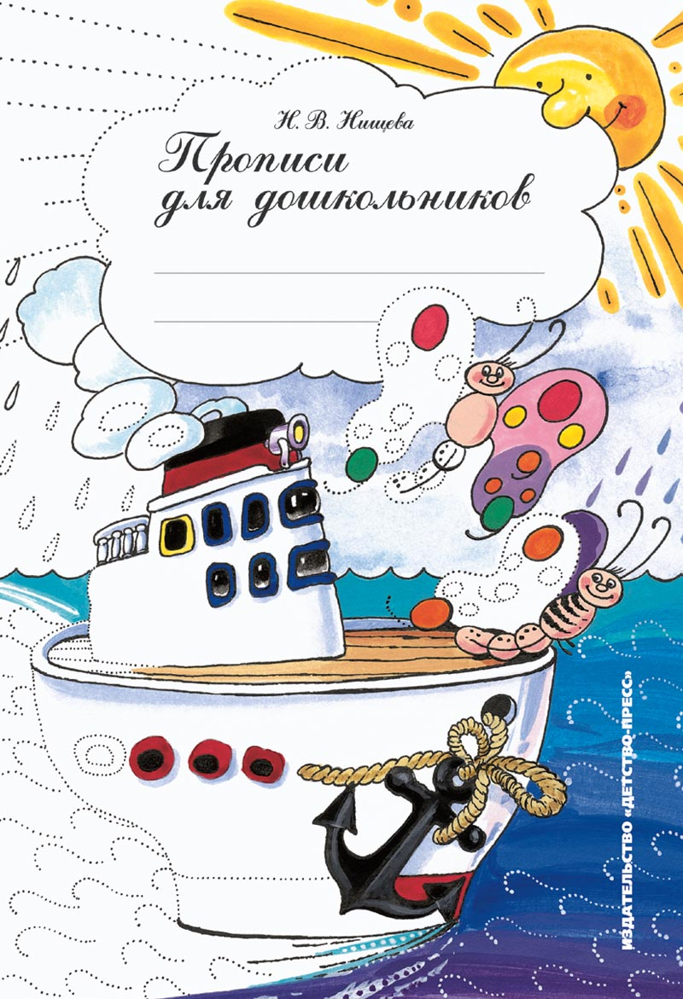 Н. В. Нищева
Прописи
для дошкольников
ИЗДАТЕЛЬСТВО «ДЕТСТВО-ПРЕСС»